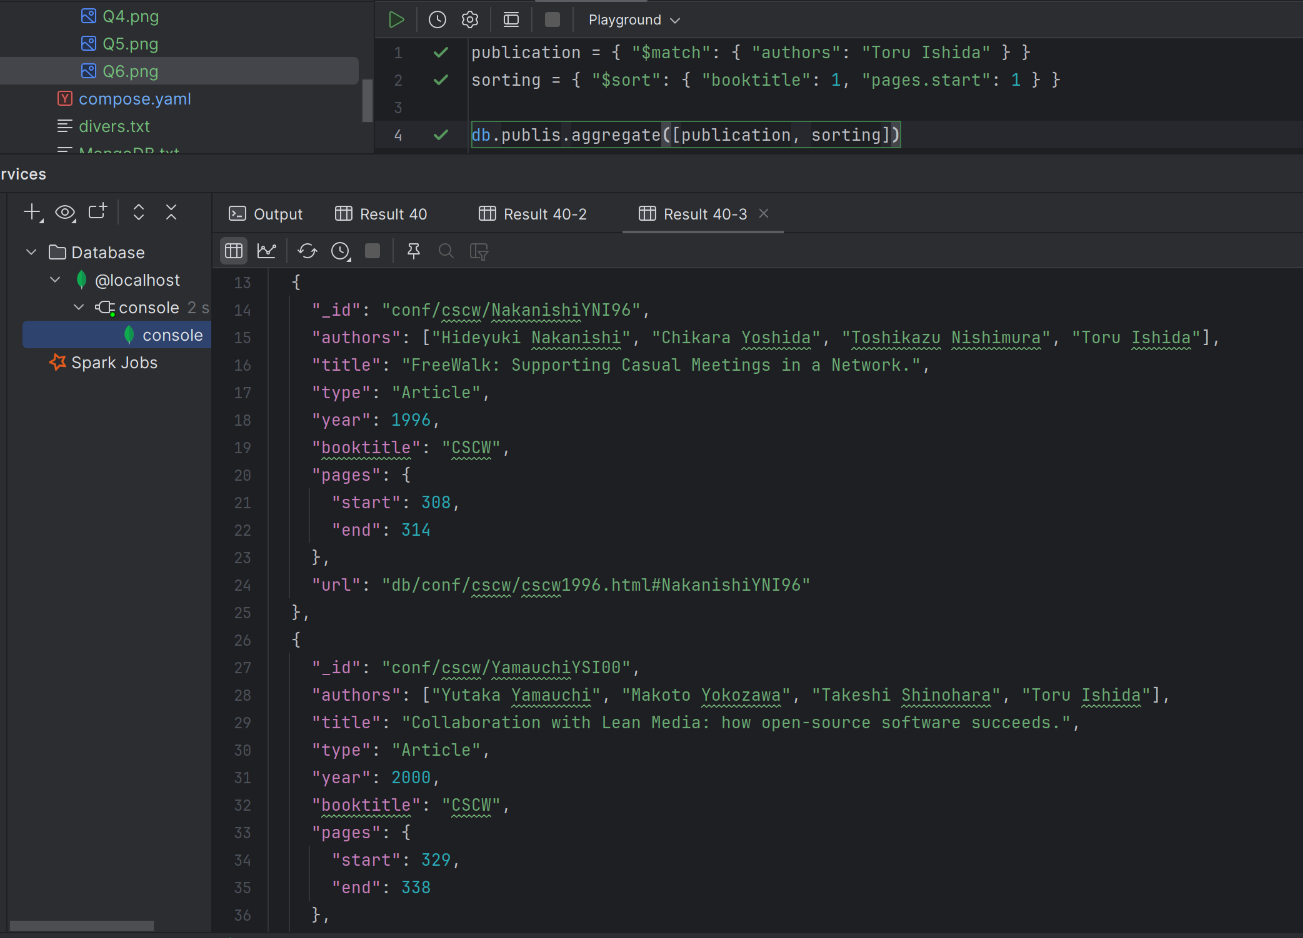 Q4.png
Q5.png
Q6.png
compose.yaml
divers.txt
MongoDB.txt
Playground
1 publication = { "$match": { "authors": "Toru Ishida" } }
2 sorting = { "$sort": { "booktitle": 1, "pages.start": 1 } }
3
4 db.publis.aggregate([publication, sorting])
rvices
Database
@localhost
console 2 s
console
Spark Jobs
Output Result 40 Result 40-2 Result 40-3
13 {
14 "_id": "conf/cscw/NakanishiYNI96",
15 "authors": ["Hideyuki Nakanishi", "Chikara Yoshida", "Toshikazu Nishimura", "Toru Ishida"],
16 "title": "FreeWalk: Supporting Casual Meetings in a Network.",
17 "type": "Article",
18 "year": 1996,
19 "booktitle": "CSCW",
20 "pages": {
21 "start": 308,
22 "end": 314
23 },
24 "url": "db/conf/cscw/cscw1996.html#NakanishiYNI96"
25 },
26 {
27 "_id": "conf/cscw/YamauchiYSI00",
28 "authors": ["Yutaka Yamauchi", "Makoto Yokozawa", "Takeshi Shinohara", "Toru Ishida"],
29 "title": "Collaboration with Lean Media: how open-source software succeeds.",
30 "type": "Article",
31 "year": 2000,
32 "booktitle": "CSCW",
33 "pages": {
34 "start": 329,
35 "end": 338
36 },